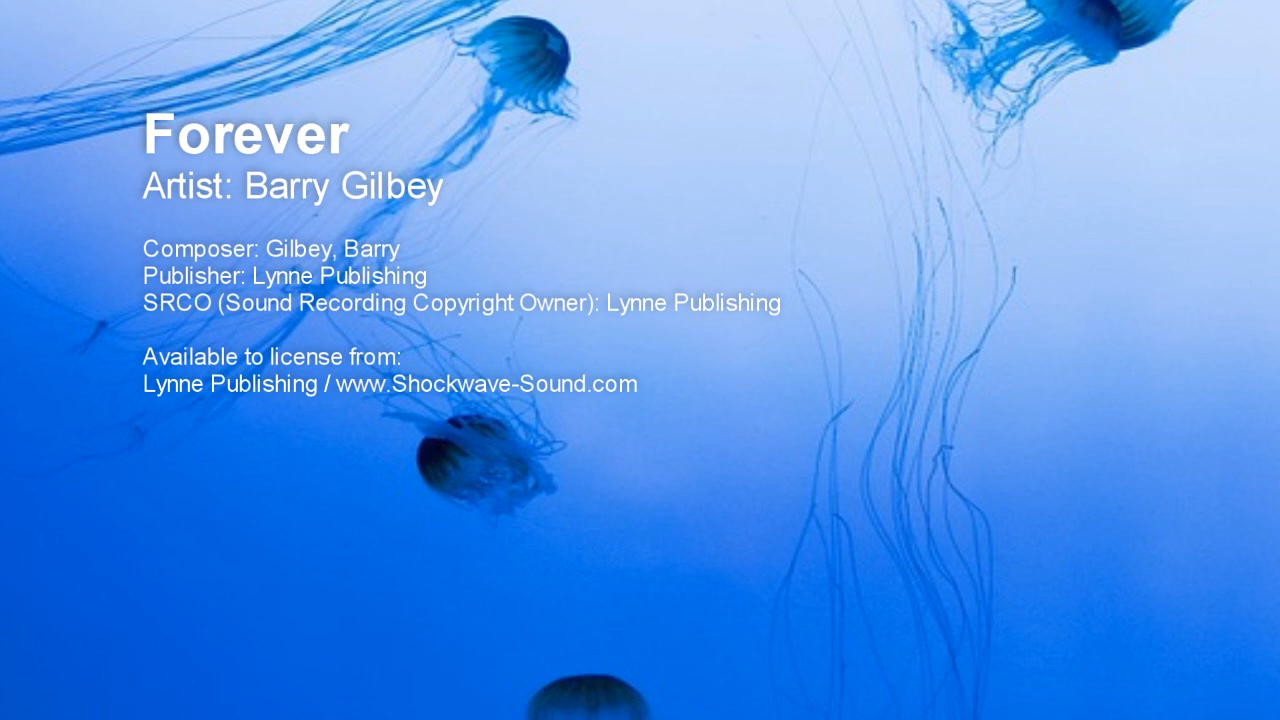 Forever
Artist: Barry Gilbey
Composer: Gilbey, Barry
Publisher: Lynne Publishing
SRCO (Sound Recording Copyright Owner): Lynne Publishing
Available to license from:
Lynne Publishing / www.Shockwave-Sound.com